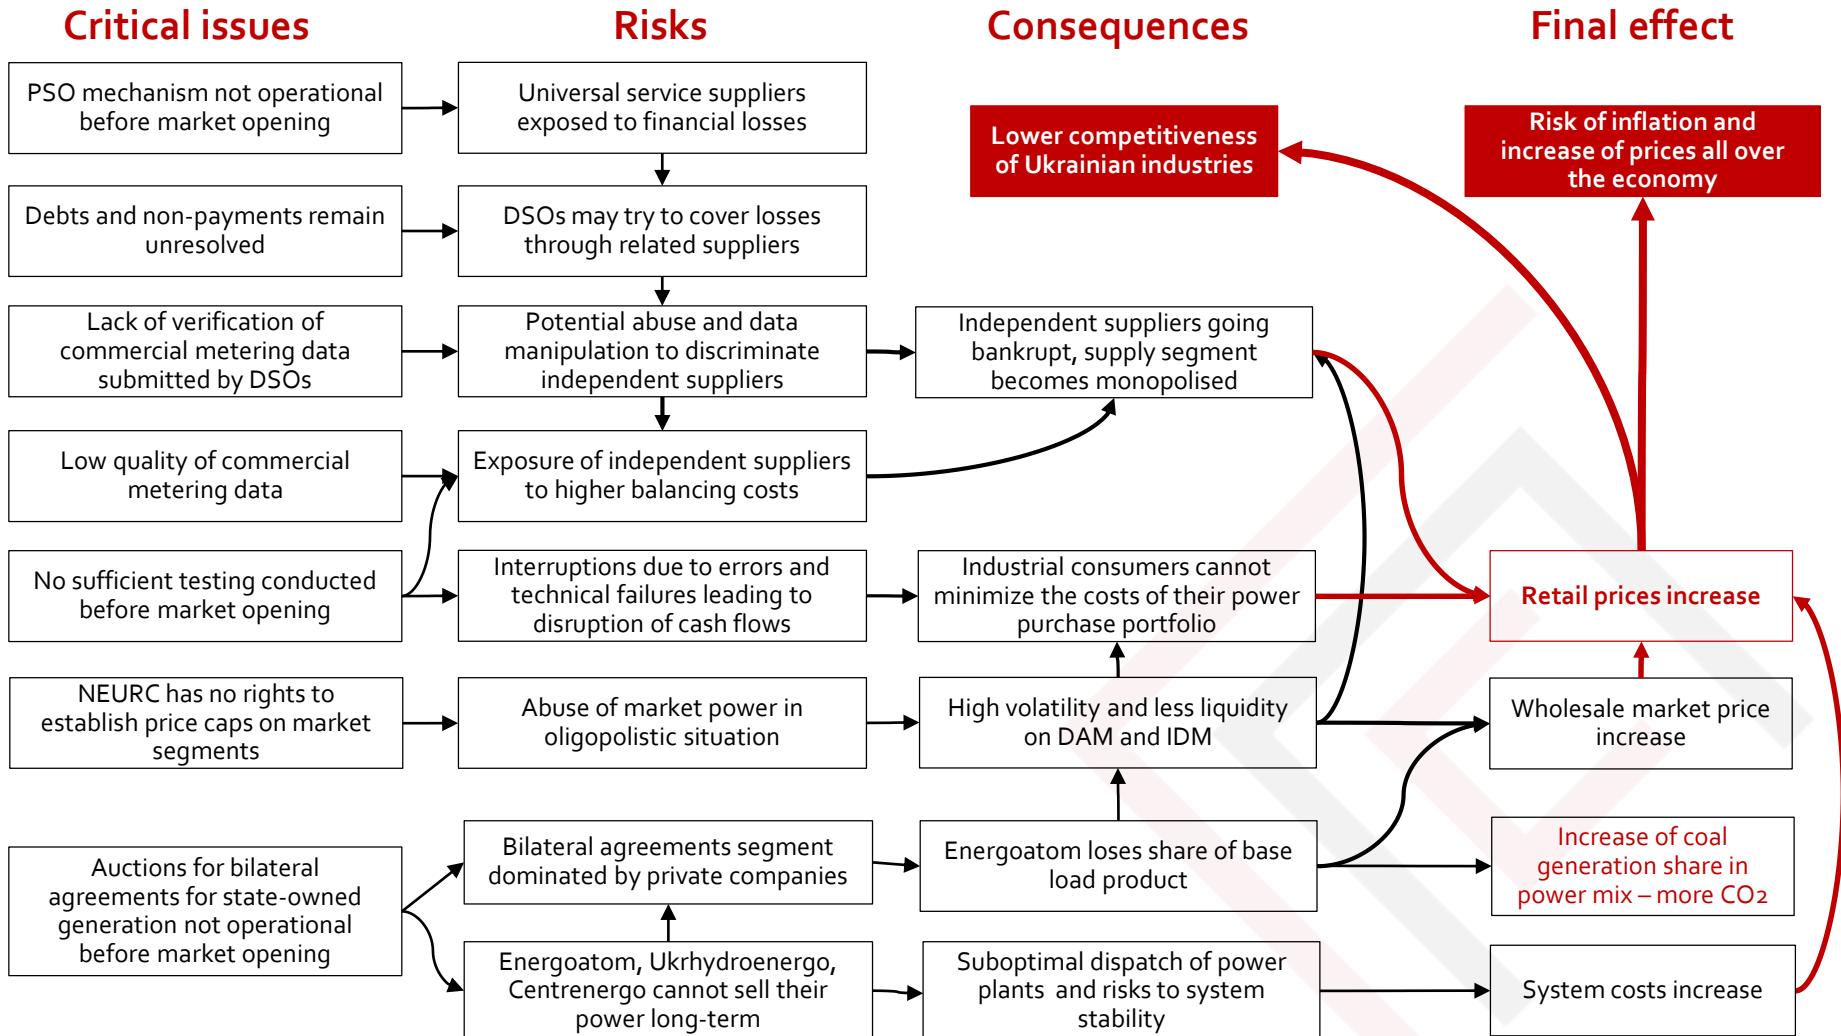 Critical issues
Risks
Consequences
Final effect
PSO mechanism not operational
before market opening
Universal service suppliers
exposed to financial losses
Lower competitiveness
of Ukrainian industries
Risk of inflation and
increase of prices all over
the economy
Debts and non-payments remain
unresolved
DSOs may try to cover losses
through related suppliers
Lack of verification of
commercial metering data
submitted by DSOs
Potential abuse and data
manipulation to discriminate
independent suppliers
Independent suppliers going
bankrupt, supply segment
becomes monopolised
Low quality of commercial
metering data
Exposure of independent suppliers
to higher balancing costs
No sufficient testing conducted
before market opening
Interruptions due to errors and
technical failures leading to
disruption of cash flows
Industrial consumers cannot
minimize the costs of their power
purchase portfolio
Retail prices increase
NEURC has no rights to
establish price caps on market
segments
Abuse of market power in
oligopolistic situation
High volatility and less liquidity
on DAM and IDM
Wholesale market price
increase
Auctions for bilateral
agreements for state-owned
generation not operational
before market opening
Bilateral agreements segment
dominated by private companies
Energoatom loses share of base
load product
Increase of coal
generation share in
power mix – more CO2
Energoatom, Ukrhydroenergo,
Centrenergo cannot sell their
power long-term
Suboptimal dispatch of power
plants and risks to system
stability
System costs increase